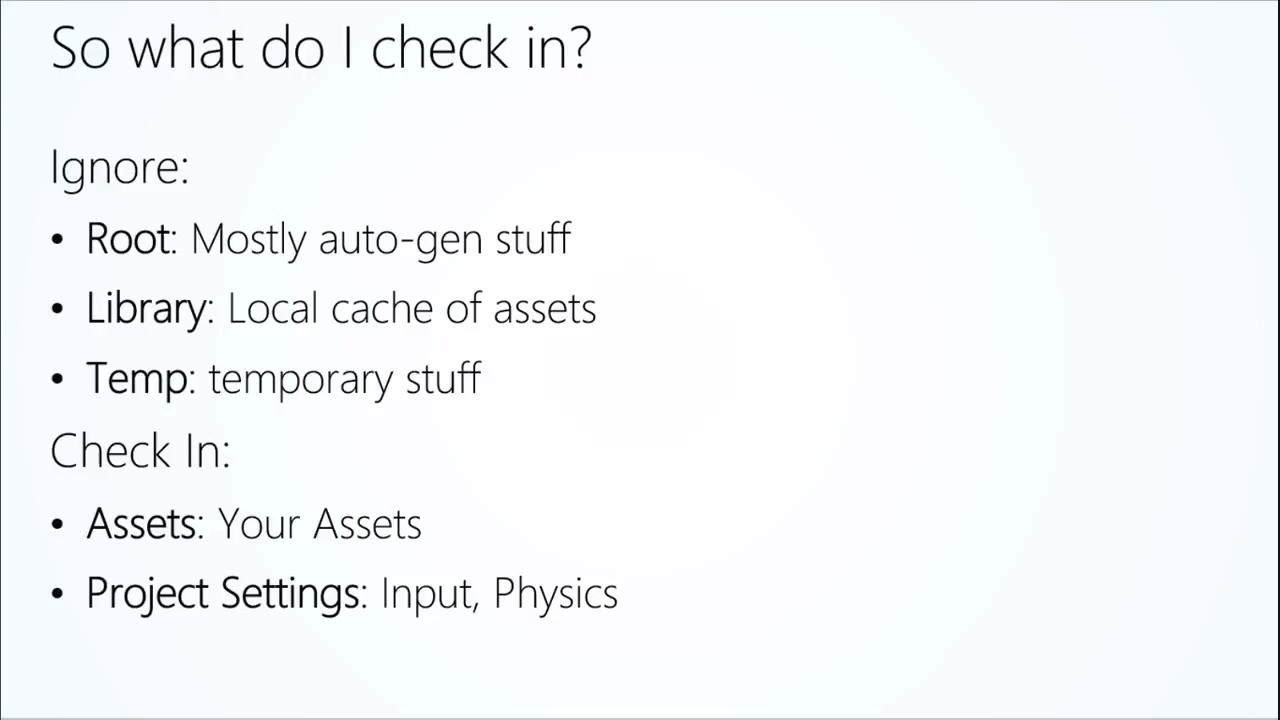 So what do I check in?
Ignore:
• Root: Mostly auto-gen stuff
• Library: Local cache of assets
• Temp: temporary stuff
Check In:
• Assets: Your Assets
• Project Settings: Input, Physics